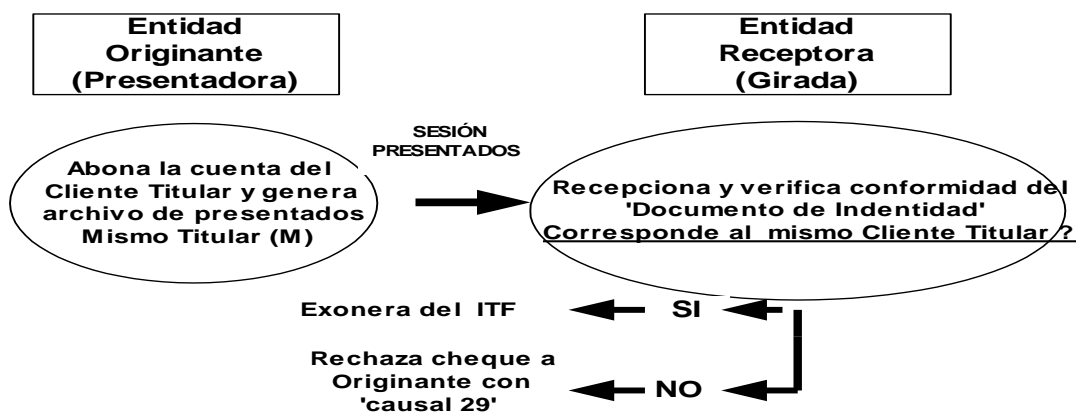 Entidad
Originante
(Presentadora)
Entidad
Receptora
(Girada)
SESIÓN
PRESENTADOS
Abona la cuenta del
Cliente Titular y genera
archivo de presentados
Mismo Titular (M)
Recepciona y verifica conformidad del
'Documento de Indentidad'
Corresponde al mismo Cliente Titular ?
Exonera del ITF
SI
Rechaza cheque a
Originante con
'causal 29'
NO